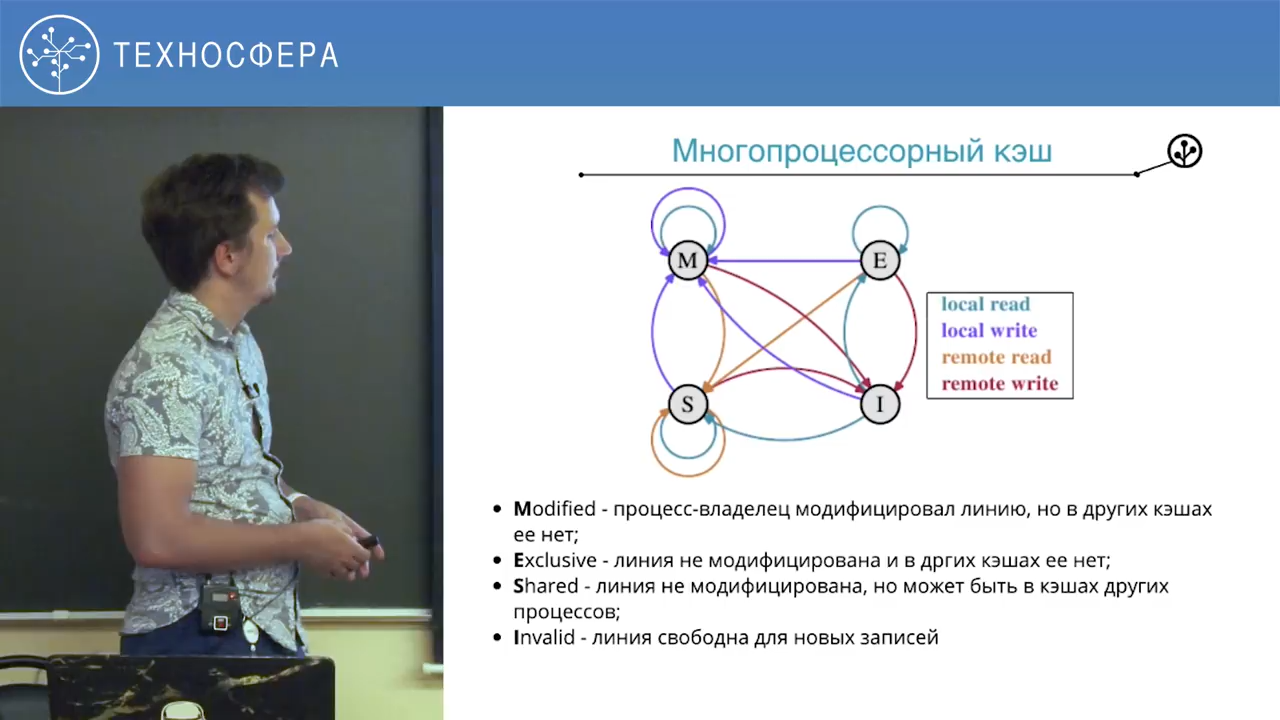 ТЕХНОСФЕРА
Многопроцессорный кэш
M
E
S
I
local read
local write
remote read
remote write
Modified - процесс-владелец модифицировал линию, но в других кэшах
ее нет;
Exclusive - линия не модифицирована и в дргих кэшах ее нет;
Shared - линия не модифицирована, но может быть в кэшах других
процессов;
Invalid - линия свободна для новых записей